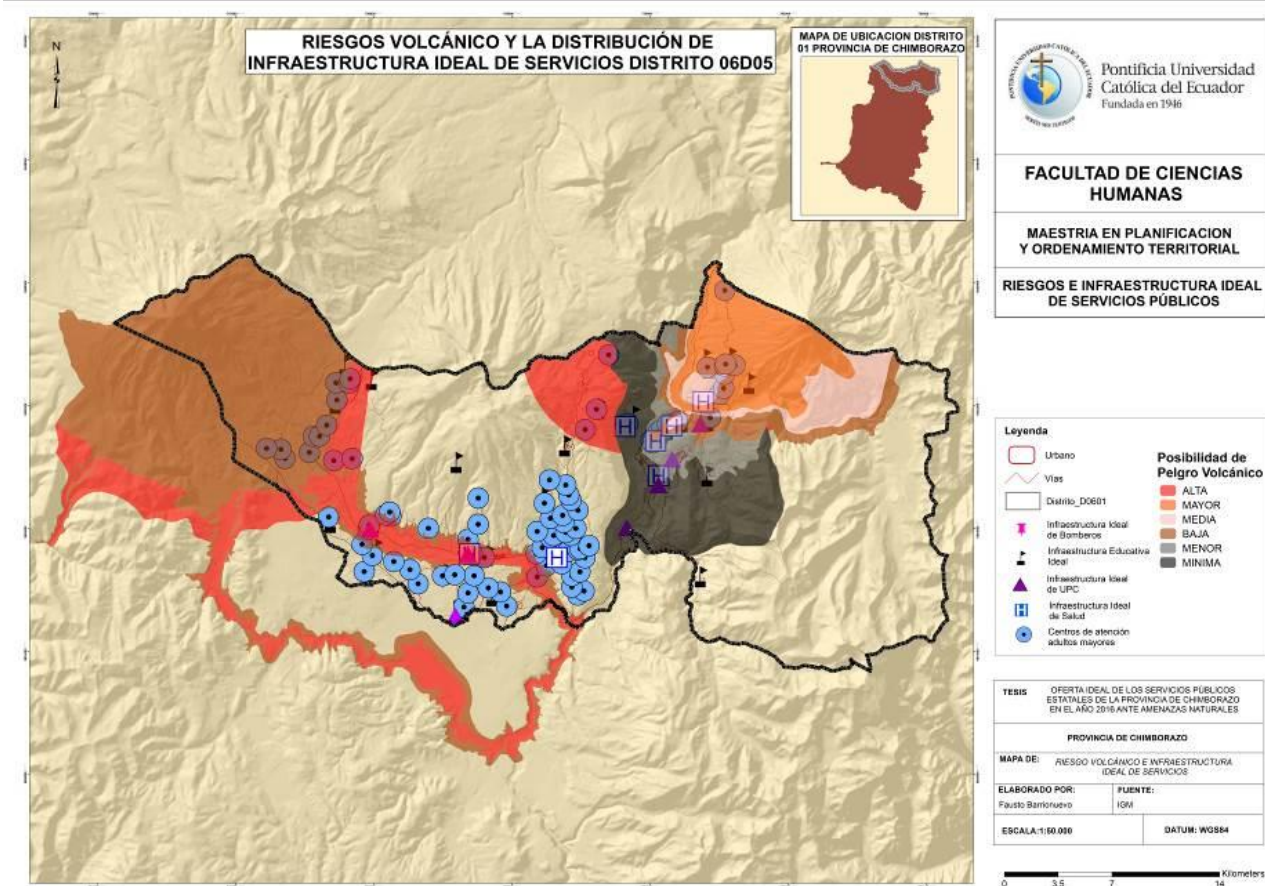 RIESGOS VOLCÁNICO Y LA DISTRIBUCIÓN DE
INFRAESTRUCTURA IDEAL DE SERVICIOS DISTRITO 06D05
N
MAPA DE UBICACION DISTRITO
01 PROVINCIA DE CHIMBORAZO
Pontificia Universidad
Católica del Ecuador
Fundada en 1946
FACULTAD DE CIENCIAS
HUMANAS
MAESTRIA EN PLANIFICACION
Y ORDENAMIENTO TERRITORIAL
RIESGOS E INFRAESTRUCTURA IDEAL
DE SERVICIOS PÚBLICOS
Leyenda
Urbano
Vías
Distrito_D0601
Infraestructura Ideal
de Bomberos
Infraestructura Educativa
Ideal
Infraestructura Ideal
de UPC
Infraestructura Ideal
de Salud
Centros de atención
adultos mayores
Posibilidad de
Pelgro Volcánico
ALTA
MAYOR
MEDIA
BAJA
MENOR
MINIMA
H
H
H
H
H
H
H
TESIS
OFERTA IDEAL DE LOS SERVICIOS PÚBLICOS
ESTATALES DE LA PROVINCIA DE CHIMBORAZO
EN EL AÑO 2016 ANTE AMENAZAS NATURALES
PROVINCIA DE CHIMBORAZO
MAPA DE:
RIESGO VOLCÁNICO E INFRAESTRUCTURA
IDEAL DE SERVICIOS
ELABORADO POR:
Fausto Barrionuevo
FUENTE:
IGM
ESCALA:1:50.000
DATUM: WGS84
Kilometers
0 3.5 7 14